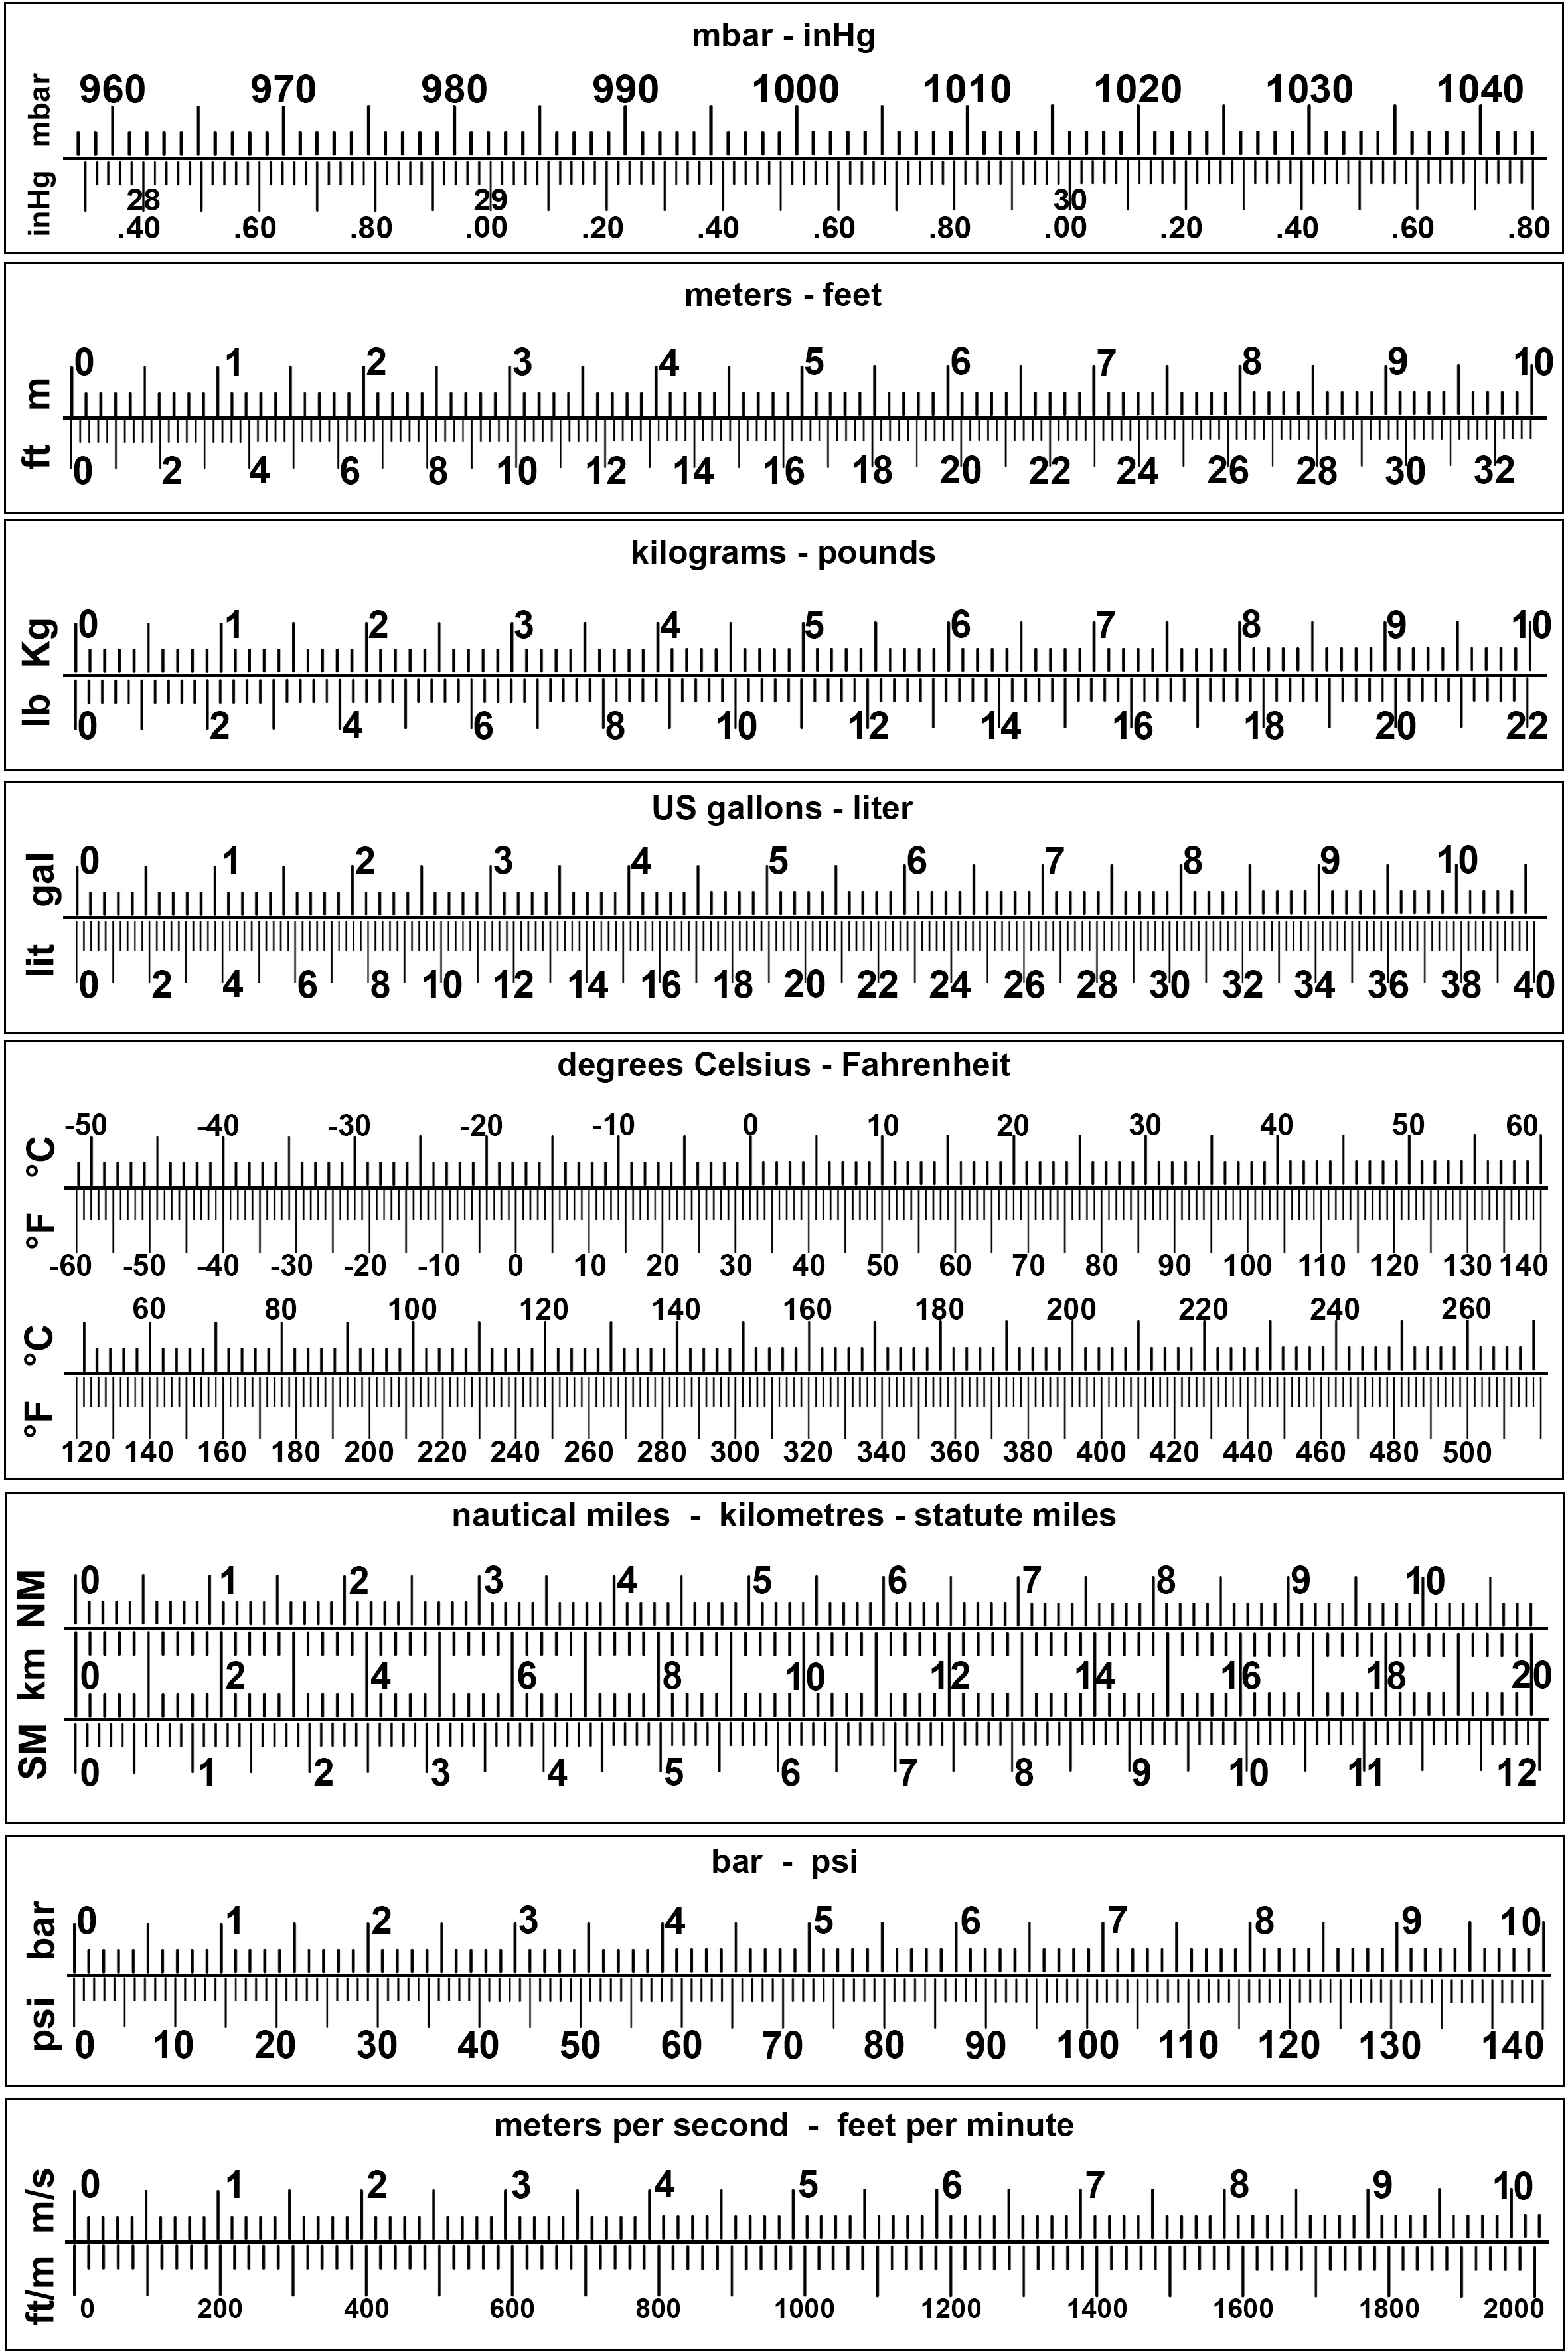 mbar - inHg
mbar 960 970 980 990 1000 1010 1020 1030 1040
inHg 28 29 30
.40 .60 .80 .00 .20 .40 .60 .80 .00 .20 .40 .60 .80
meters - feet
m 0 1 2 3 4 5 6 7 8 9 10
ft 0 2 4 6 8 10 12 14 16 18 20 22 24 26 28 30 32
kilograms - pounds
Kg 0 1 2 3 4 5 6 7 8 9 10
lb 0 2 4 6 8 10 12 14 16 18 20 22
US gallons - liter
gal 0 1 2 3 4 5 6 7 8 9 10
lit 0 2 4 6 8 10 12 14 16 18 20 22 24 26 28 30 32 34 36 38 40
degrees Celsius - Fahrenheit
°C -50 -40 -30 -20 -10 0 10 20 30 40 50 60
°F -60 -50 -40 -30 -20 -10 0 10 20 30 40 50 60 70 80 90 100 110 120 130 140
°C 60 80 100 120 140 160 180 200 220 240 260
°F 120 140 160 180 200 220 240 260 280 300 320 340 360 380 400 420 440 460 480 500
nautical miles - kilometres - statute miles
NM 0 1 2 3 4 5 6 7 8 9 10
km 0 2 4 6 8 10 12 14 16 18 20
SM 0 1 2 3 4 5 6 7 8 9 10 11 12
bar - psi
bar 0 1 2 3 4 5 6 7 8 9 10
psi 0 10 20 30 40 50 60 70 80 90 100 110 120 130 140
meters per second - feet per minute
m/s 0 1 2 3 4 5 6 7 8 9 10
ft/m 0 200 400 600 800 1000 1200 1400 1600 1800 2000